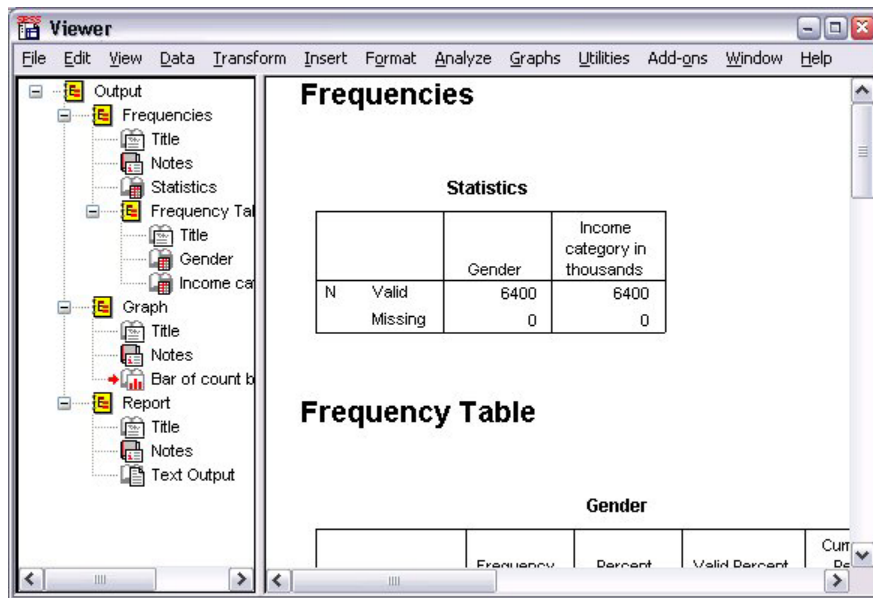 Viewer
File Edit View Data Transform Insert Format Analyze Graphs Utilities Add-ons Window Help
Output
Frequencies
Title
Notes
Statistics
Frequency Tal
Title
Gender
Income ca
Graph
Title
Notes
Bar of count b
Report
Title
Notes
Text Output
Frequencies
Statistics
Gender
Income
category in
thousands
N Valid 6400 6400
Missing 0 0
Frequency Table
Gender
Frequency Percent Valid Percent